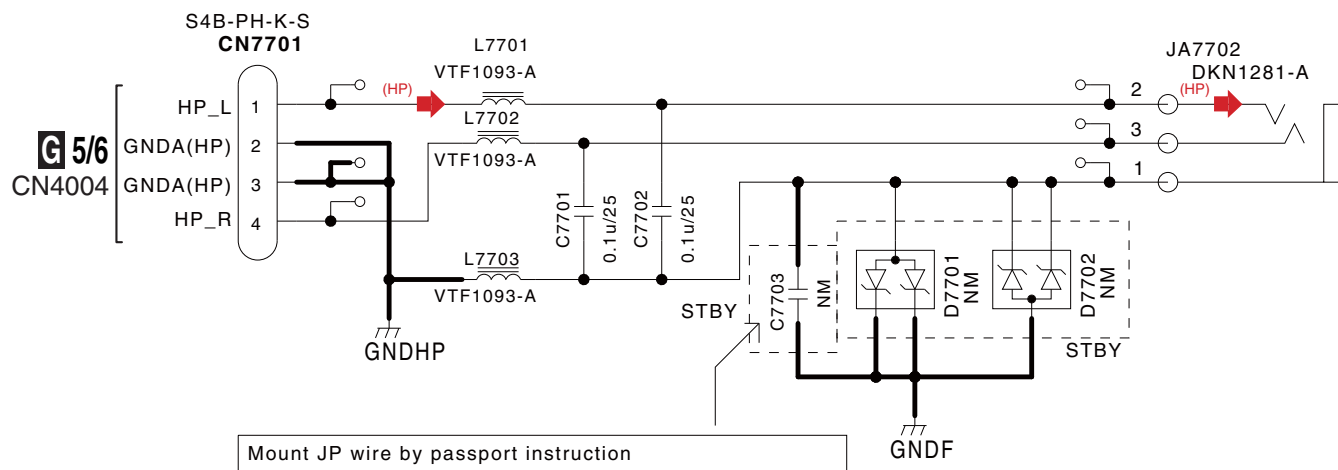 S4B-PH-K-S
CN7701
L7701
VTF1093-A
JA7702
DKN1281-A
HP_L
1
(HP)
2
(HP)
G 5/6
CN4004
GNDA(HP)
2
L7702
VTF1093-A
3
GNDA(HP)
3
1
HP_R
4
C7701
0.1u/25
C7702
0.1u/25
L7703
VTF1093-A
STBY
C7703
NM
D7701
NM
D7702
NM
STBY
GNDHP
GNDF
Mount JP wire by passport instruction